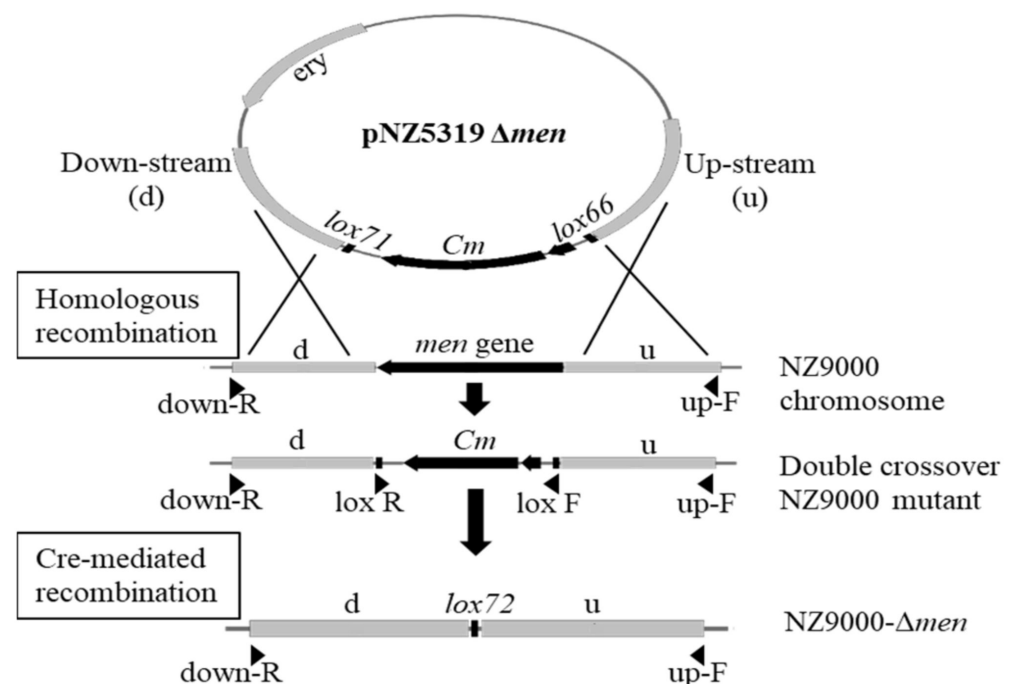 ery
pNZ5319 Δmen
Down-stream
(d)
Up-stream
(u)
lox71
Cm
lox66
Homologous
recombination
d
men gene
u
NZ9000
chromosome
down-R
up-F
d
Cm
u
Double crossover
NZ9000 mutant
down-R
lox R
lox F
up-F
Cre-mediated
recombination
d
lox72
u
NZ9000-Δmen
down-R
up-F